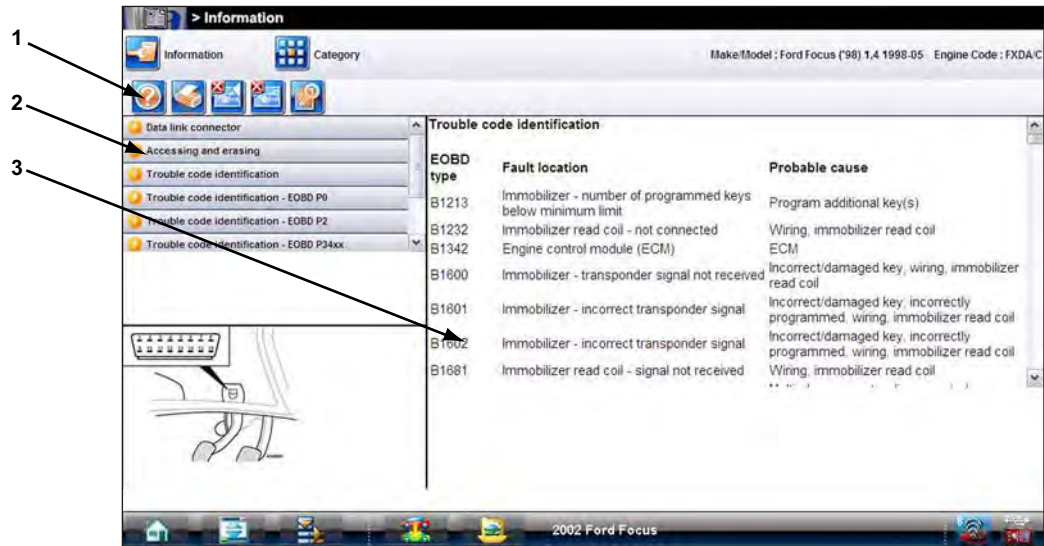 > Information
1
Information
Category
Make/Model : Ford Focus ('98) 1,4 1998-05 Engine Code : FXDA/C
2
3
Data link connector
Accessing and erasing
Trouble code identification
Trouble code identification - EOBD P0
Trouble code identification - EOBD P2
Trouble code identification - EOBD P34xx
Trouble code identification
EOBD type Fault location Probable cause
B1213 Immobilizer - number of programmed keys below minimum limit Program additional key(s)
B1232 Immobilizer read coil - not connected Wiring, immobilizer read coil
B1342 Engine control module (ECM) ECM
B1600 Immobilizer - transponder signal not received Incorrect/damaged key, wiring, immobilizer read coil
B1601 Immobilizer - incorrect transponder signal Incorrect/damaged key, incorrectly programmed, wiring, immobilizer read coil
B1602 Immobilizer - incorrect transponder signal Incorrect/damaged key, incorrectly programmed, wiring, immobilizer read coil
B1681 Immobilizer read coil - signal not received Wiring, immobilizer read coil
2002 Ford Focus